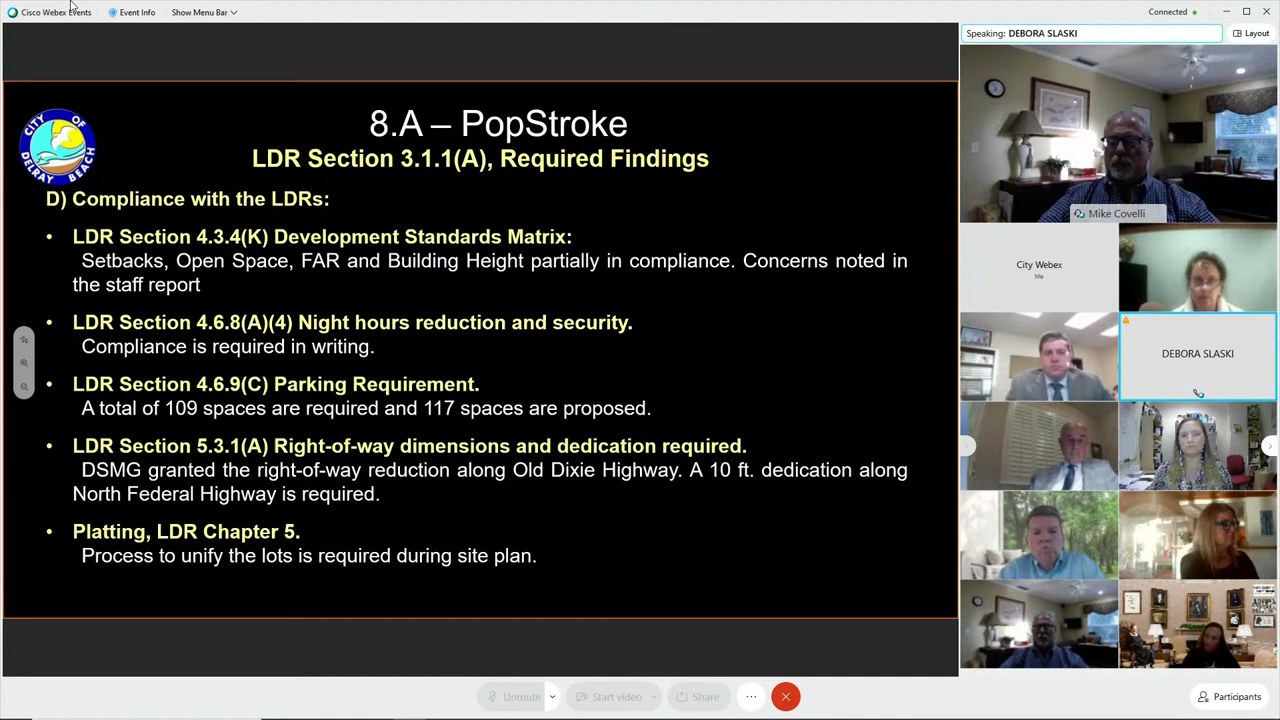 Cisco Webex Events
Event Info
Show Menu Bar
Connected
Speaking: DEBORA SLASKI
Layout
CITY OF
DELRAY BEACH
8.A – PopStroke
LDR Section 3.1.1(A), Required Findings
D) Compliance with the LDRs:
• LDR Section 4.3.4(K) Development Standards Matrix:
Setbacks, Open Space, FAR and Building Height partially in compliance. Concerns noted in
the staff report
• LDR Section 4.6.8(A)(4) Night hours reduction and security.
Compliance is required in writing.
• LDR Section 4.6.9(C) Parking Requirement.
A total of 109 spaces are required and 117 spaces are proposed.
• LDR Section 5.3.1(A) Right-of-way dimensions and dedication required.
DSMG granted the right-of-way reduction along Old Dixie Highway. A 10 ft. dedication along
North Federal Highway is required.
• Platting, LDR Chapter 5.
Process to unify the lots is required during site plan.
Mike Covelli
City Webex
Me
DEBORA SLASKI
Unmute
Start video
Share
Participants